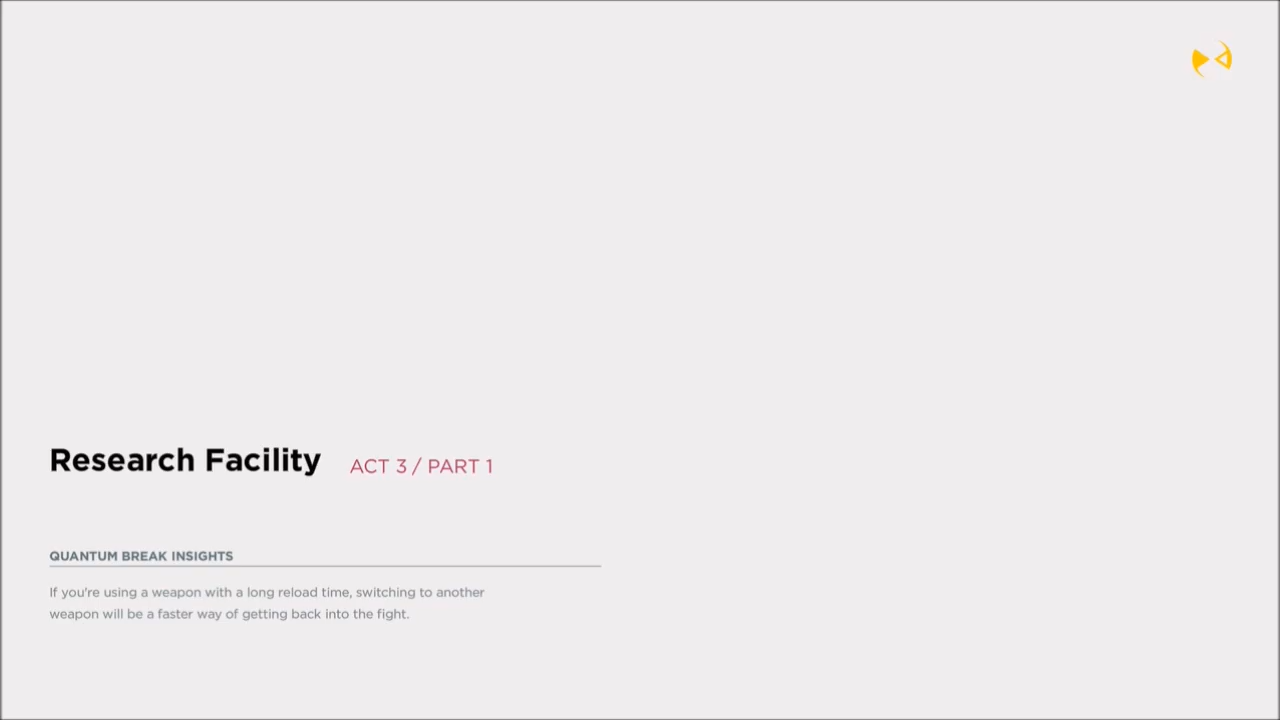 Research Facility ACT 3 / PART 1
QUANTUM BREAK INSIGHTS
If you're using a weapon with a long reload time, switching to another
weapon will be a faster way of getting back into the fight.